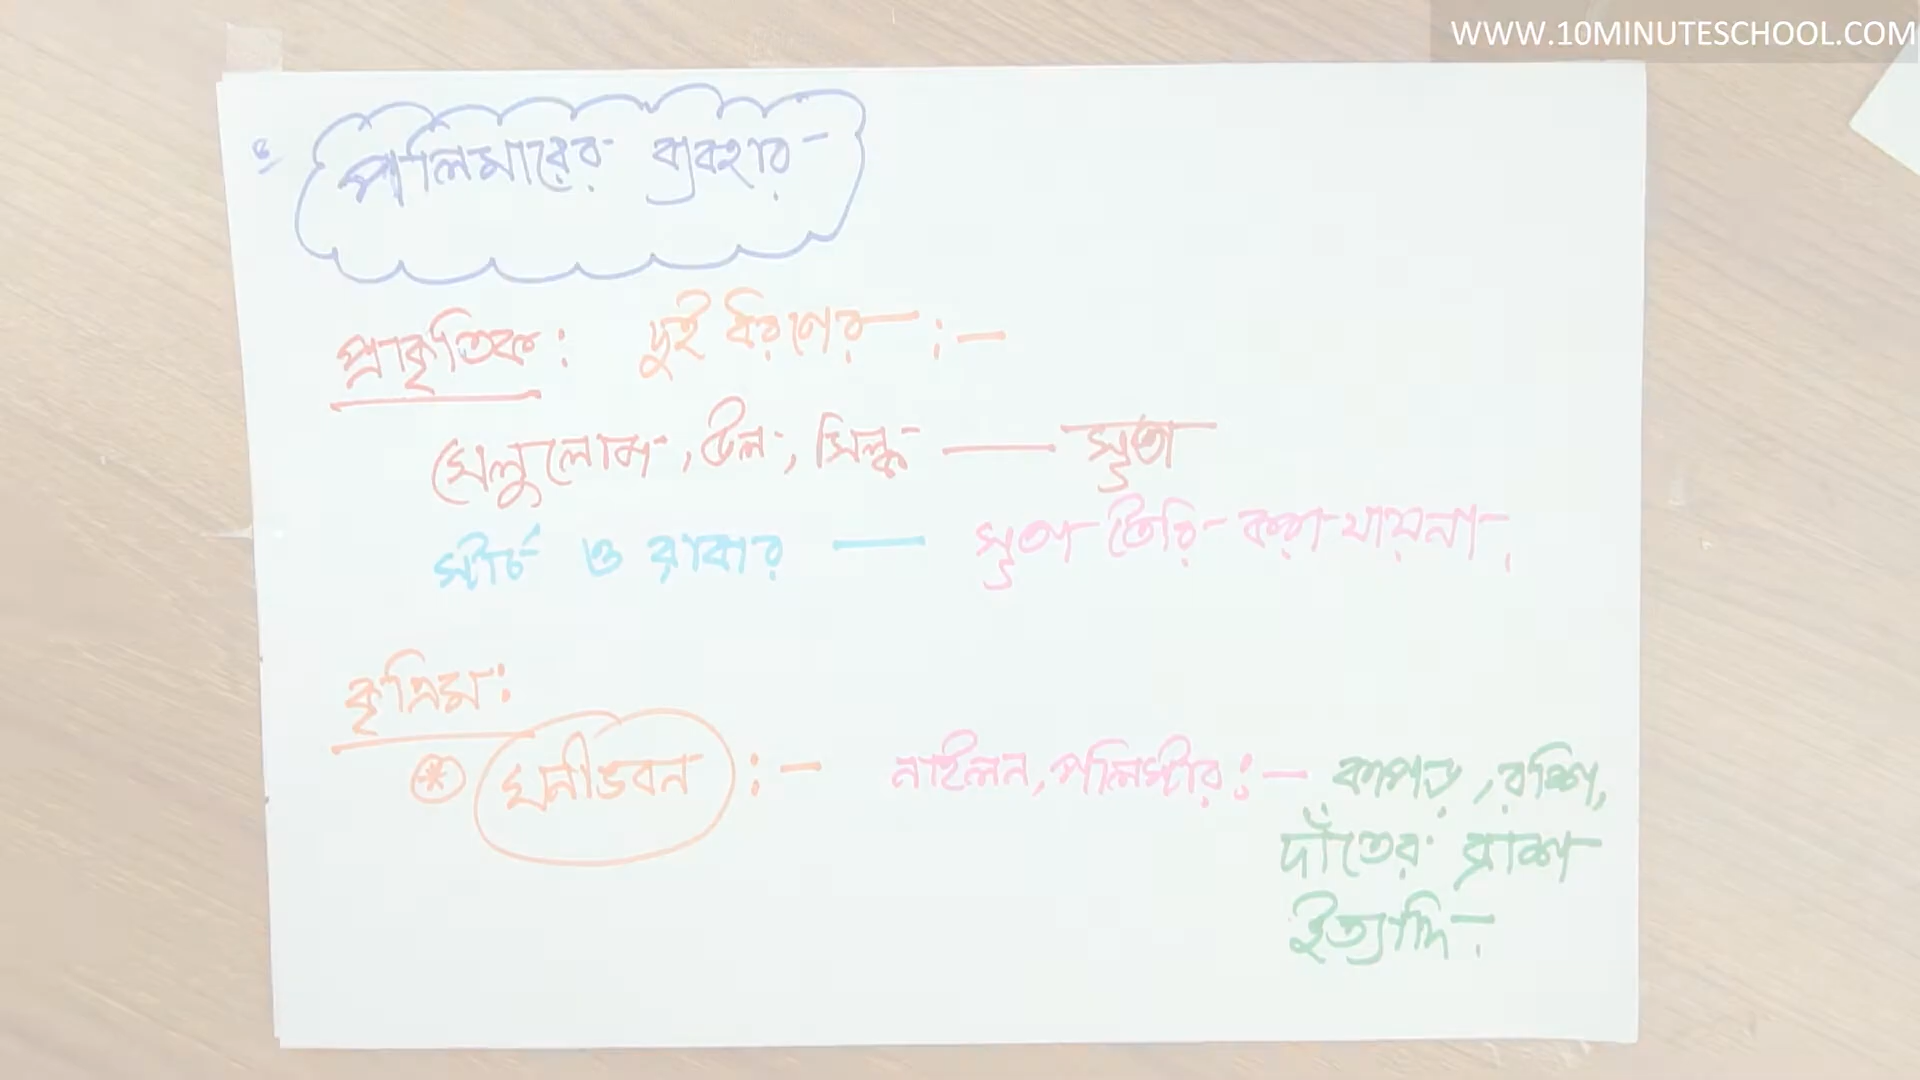 WWW.10MINUTESCHOOL.COM
পলিমারের ব্যবহার
প্রাকৃতিক: দুই ধরণের :-
সেলুলোজ, উল, সিল্ক — সূতা
স্টার্চ ও রাবার — সূতা তৈরি করা যায় না.
কৃত্রিম:
ঘনীভবন :- নাইলন, পলিস্টার :- কাপড়, রশি,
দাঁতের ব্রাশ
ইত্যাদি.